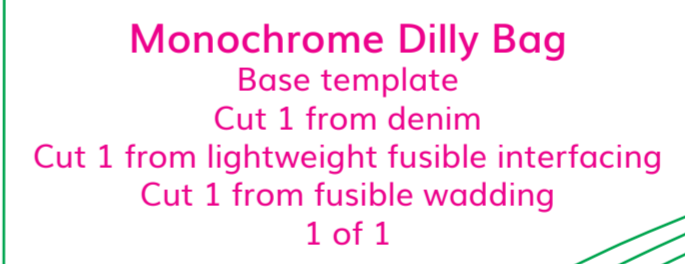 Monochrome Dilly Bag
Base template
Cut 1 from denim
Cut 1 from lightweight fusible interfacing
Cut 1 from fusible wadding
1 of 1